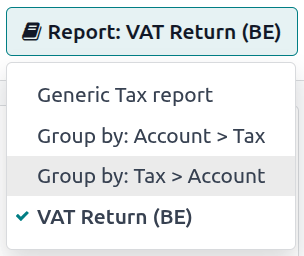 Report: VAT Return (BE)
Generic Tax report
Group by: Account > Tax
Group by: Tax > Account
VAT Return (BE)